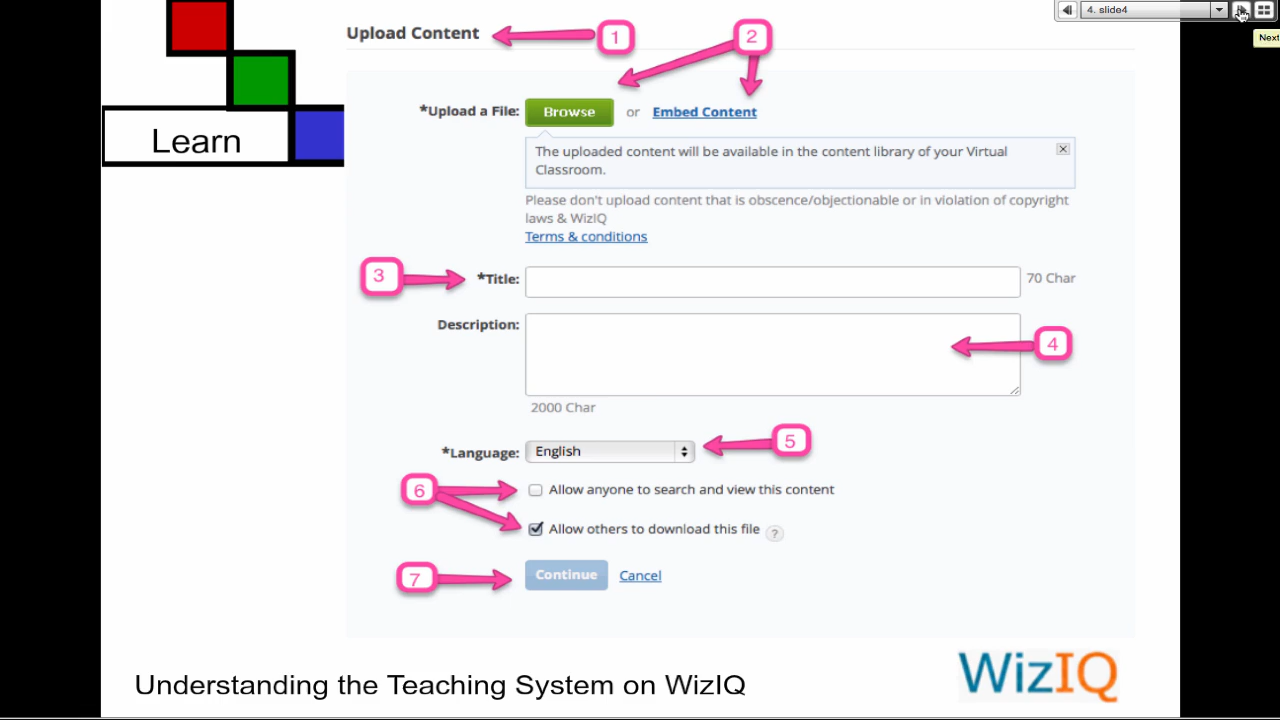 4. slide4
Next
Upload Content
1
2
*Upload a File:
Browse
or
Embed Content
The uploaded content will be available in the content library of your Virtual
Classroom.
Please don't upload content that is obscence/objectionable or in violation of copyright
laws & WizIQ
Terms & conditions
Learn
3
*Title:
70 Char
Description:
4
2000 Char
*Language:
English
5
6
Allow anyone to search and view this content
Allow others to download this file
?
7
Continue
Cancel
Understanding the Teaching System on WizIQ
WizIQ